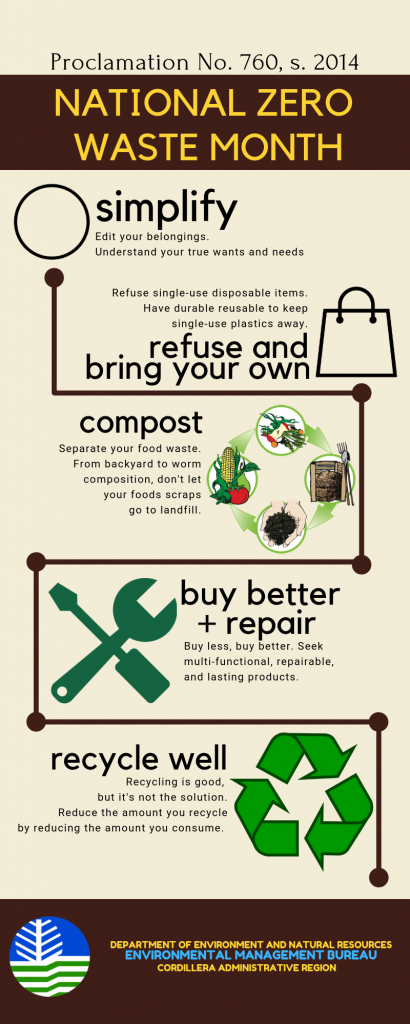 Proclamation No. 760, s. 2014
NATIONAL ZERO
WASTE MONTH
simplify
Edit your belongings.
Understand your true wants and needs
Refuse single-use disposable items.
Have durable reusable to keep
single-use plastics away.
refuse and
bring your own
compost
Separate your food waste.
From backyard to worm
composition, don't let
your foods scraps
go to landfill.
buy better
+ repair
Buy less, buy better. Seek
multi-functional, repairable,
and lasting products.
recycle well
Recycling is good,
but it's not the solution.
Reduce the amount you recycle
by reducing the amount you consume.
DEPARTMENT OF ENVIRONMENT AND NATURAL RESOURCES
ENVIRONMENTAL MANAGEMENT BUREAU
CORDILLERA ADMINISTRATIVE REGION